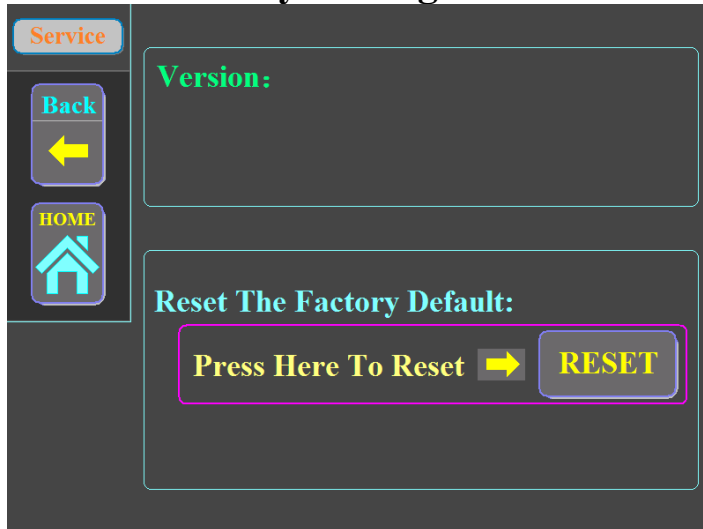 Service
Back
HOME
Version：
Reset The Factory Default:
Press Here To Reset
RESET